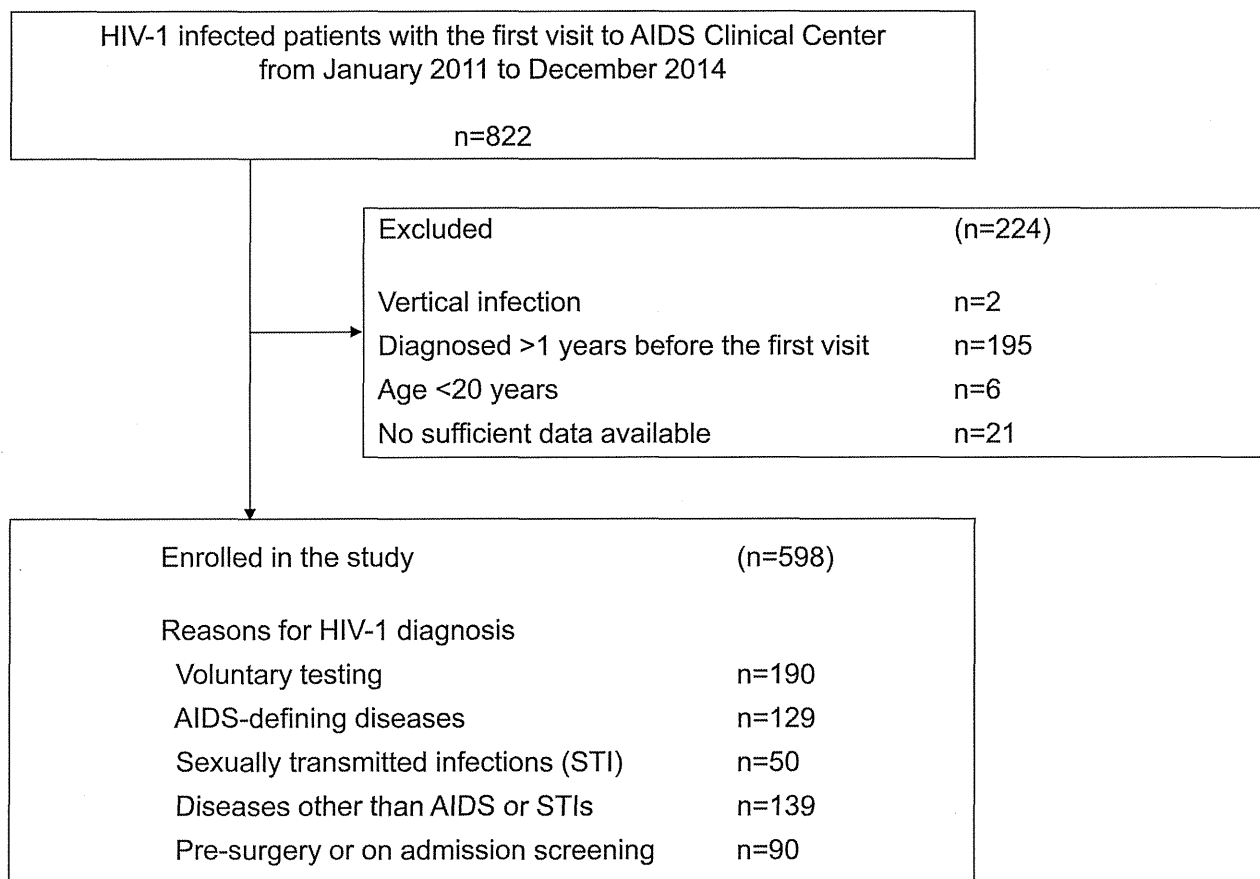 HIV-1 infected patients with the first visit to AIDS Clinical Center
from January 2011 to December 2014
n=822
Excluded (n=224)
Vertical infection n=2
Diagnosed >1 years before the first visit n=195
Age <20 years n=6
No sufficient data available n=21
Enrolled in the study (n=598)
Reasons for HIV-1 diagnosis
Voluntary testing n=190
AIDS-defining diseases n=129
Sexually transmitted infections (STI) n=50
Diseases other than AIDS or STIs n=139
Pre-surgery or on admission screening n=90